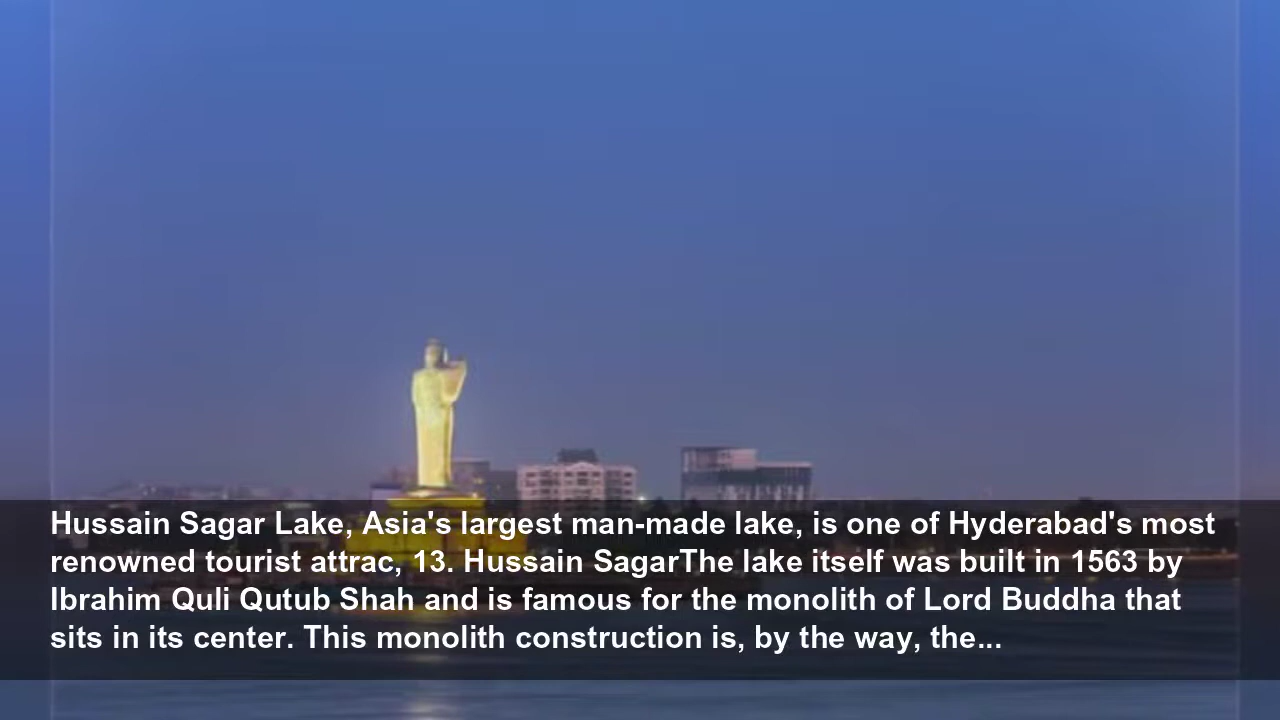 Hussain Sagar Lake, Asia's largest man-made lake, is one of Hyderabad's most
renowned tourist attrac, 13. Hussain SagarThe lake itself was built in 1563 by
Ibrahim Quli Qutub Shah and is famous for the monolith of Lord Buddha that
sits in its center. This monolith construction is, by the way, the...